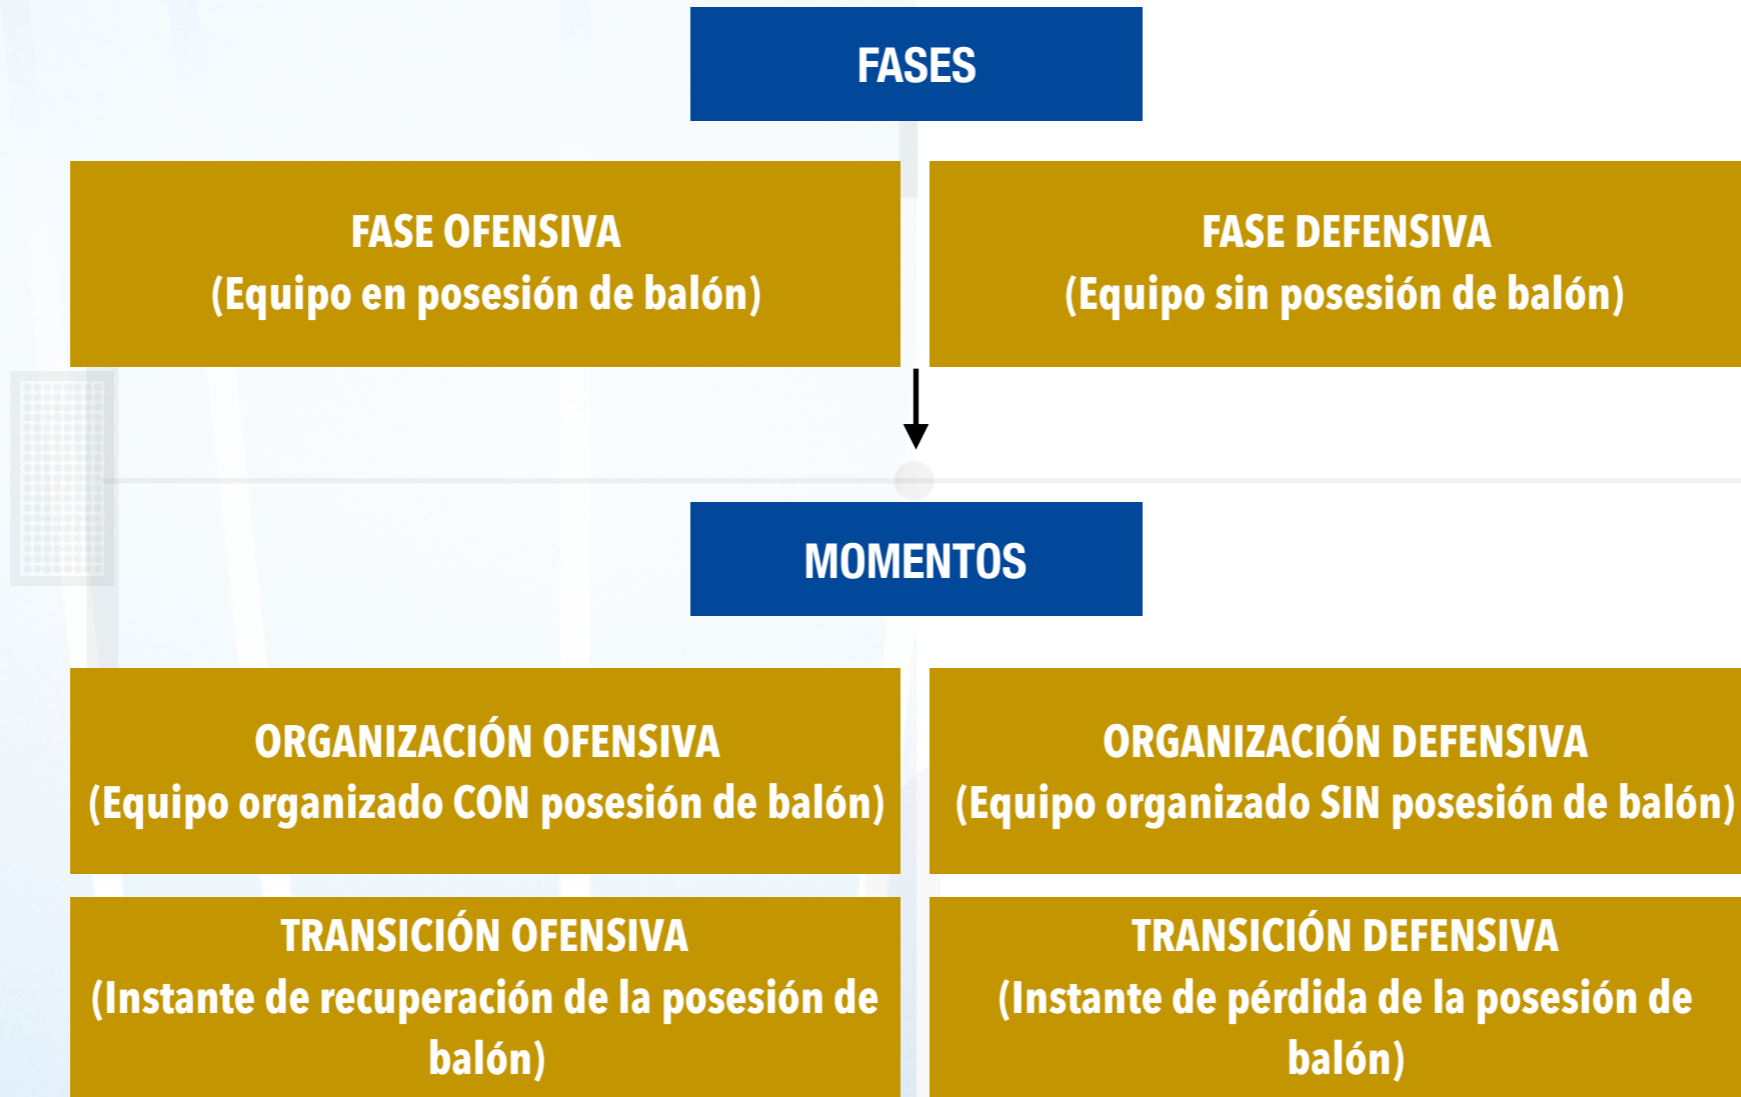 FASES
FASE OFENSIVA
(Equipo en posesión de balón)
FASE DEFENSIVA
(Equipo sin posesión de balón)
MOMENTOS
ORGANIZACIÓN OFENSIVA
(Equipo organizado CON posesión de balón)
ORGANIZACIÓN DEFENSIVA
(Equipo organizado SIN posesión de balón)
TRANSICIÓN OFENSIVA
(Instante de recuperación de la posesión de
balón)
TRANSICIÓN DEFENSIVA
(Instante de pérdida de la posesión de
balón)